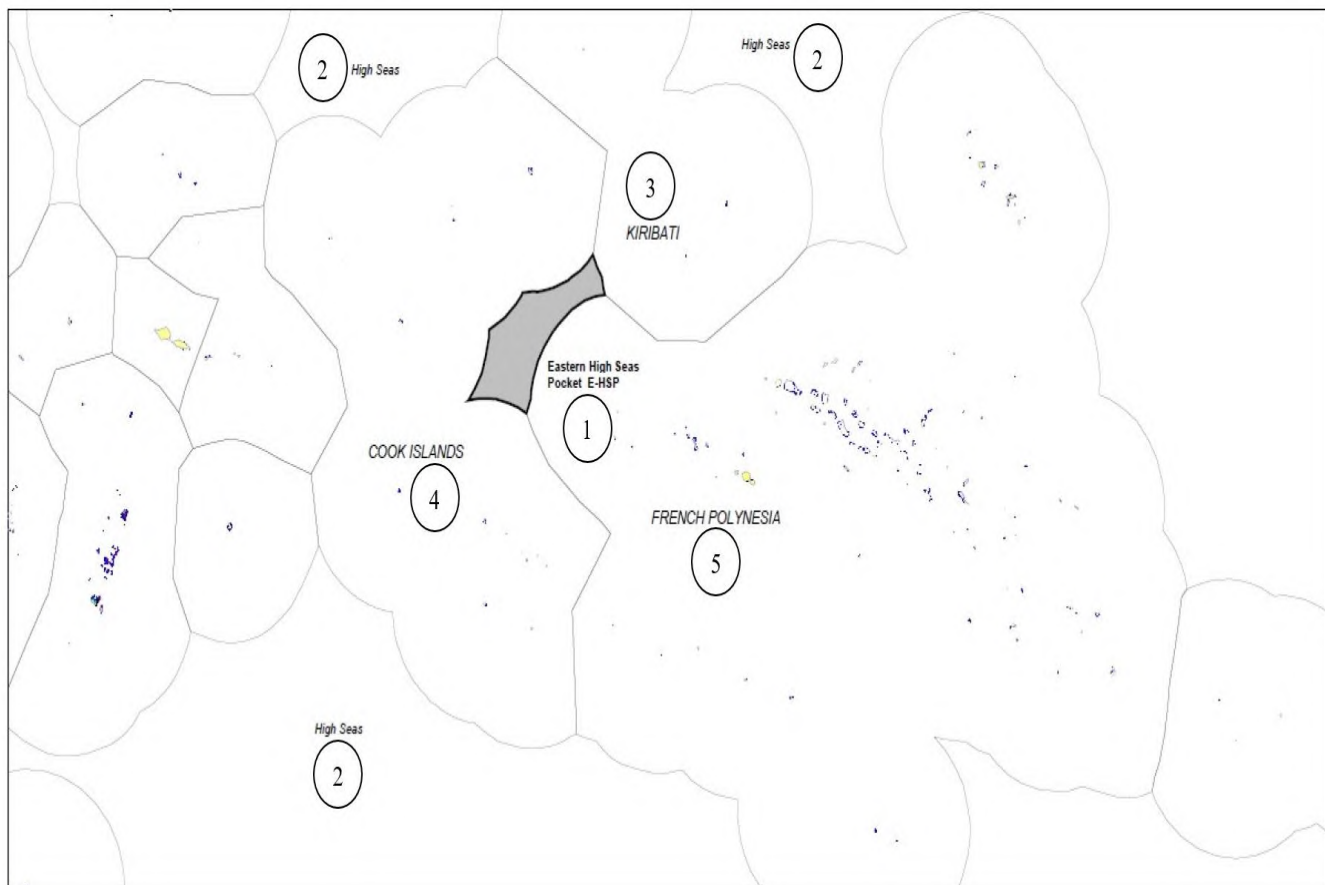 2
High Seas
High Seas
2
3
KIRIBATI
Eastern High Seas
Pocket E-HSP
1
COOK ISLANDS
4
FRENCH POLYNESIA
5
High Seas
2